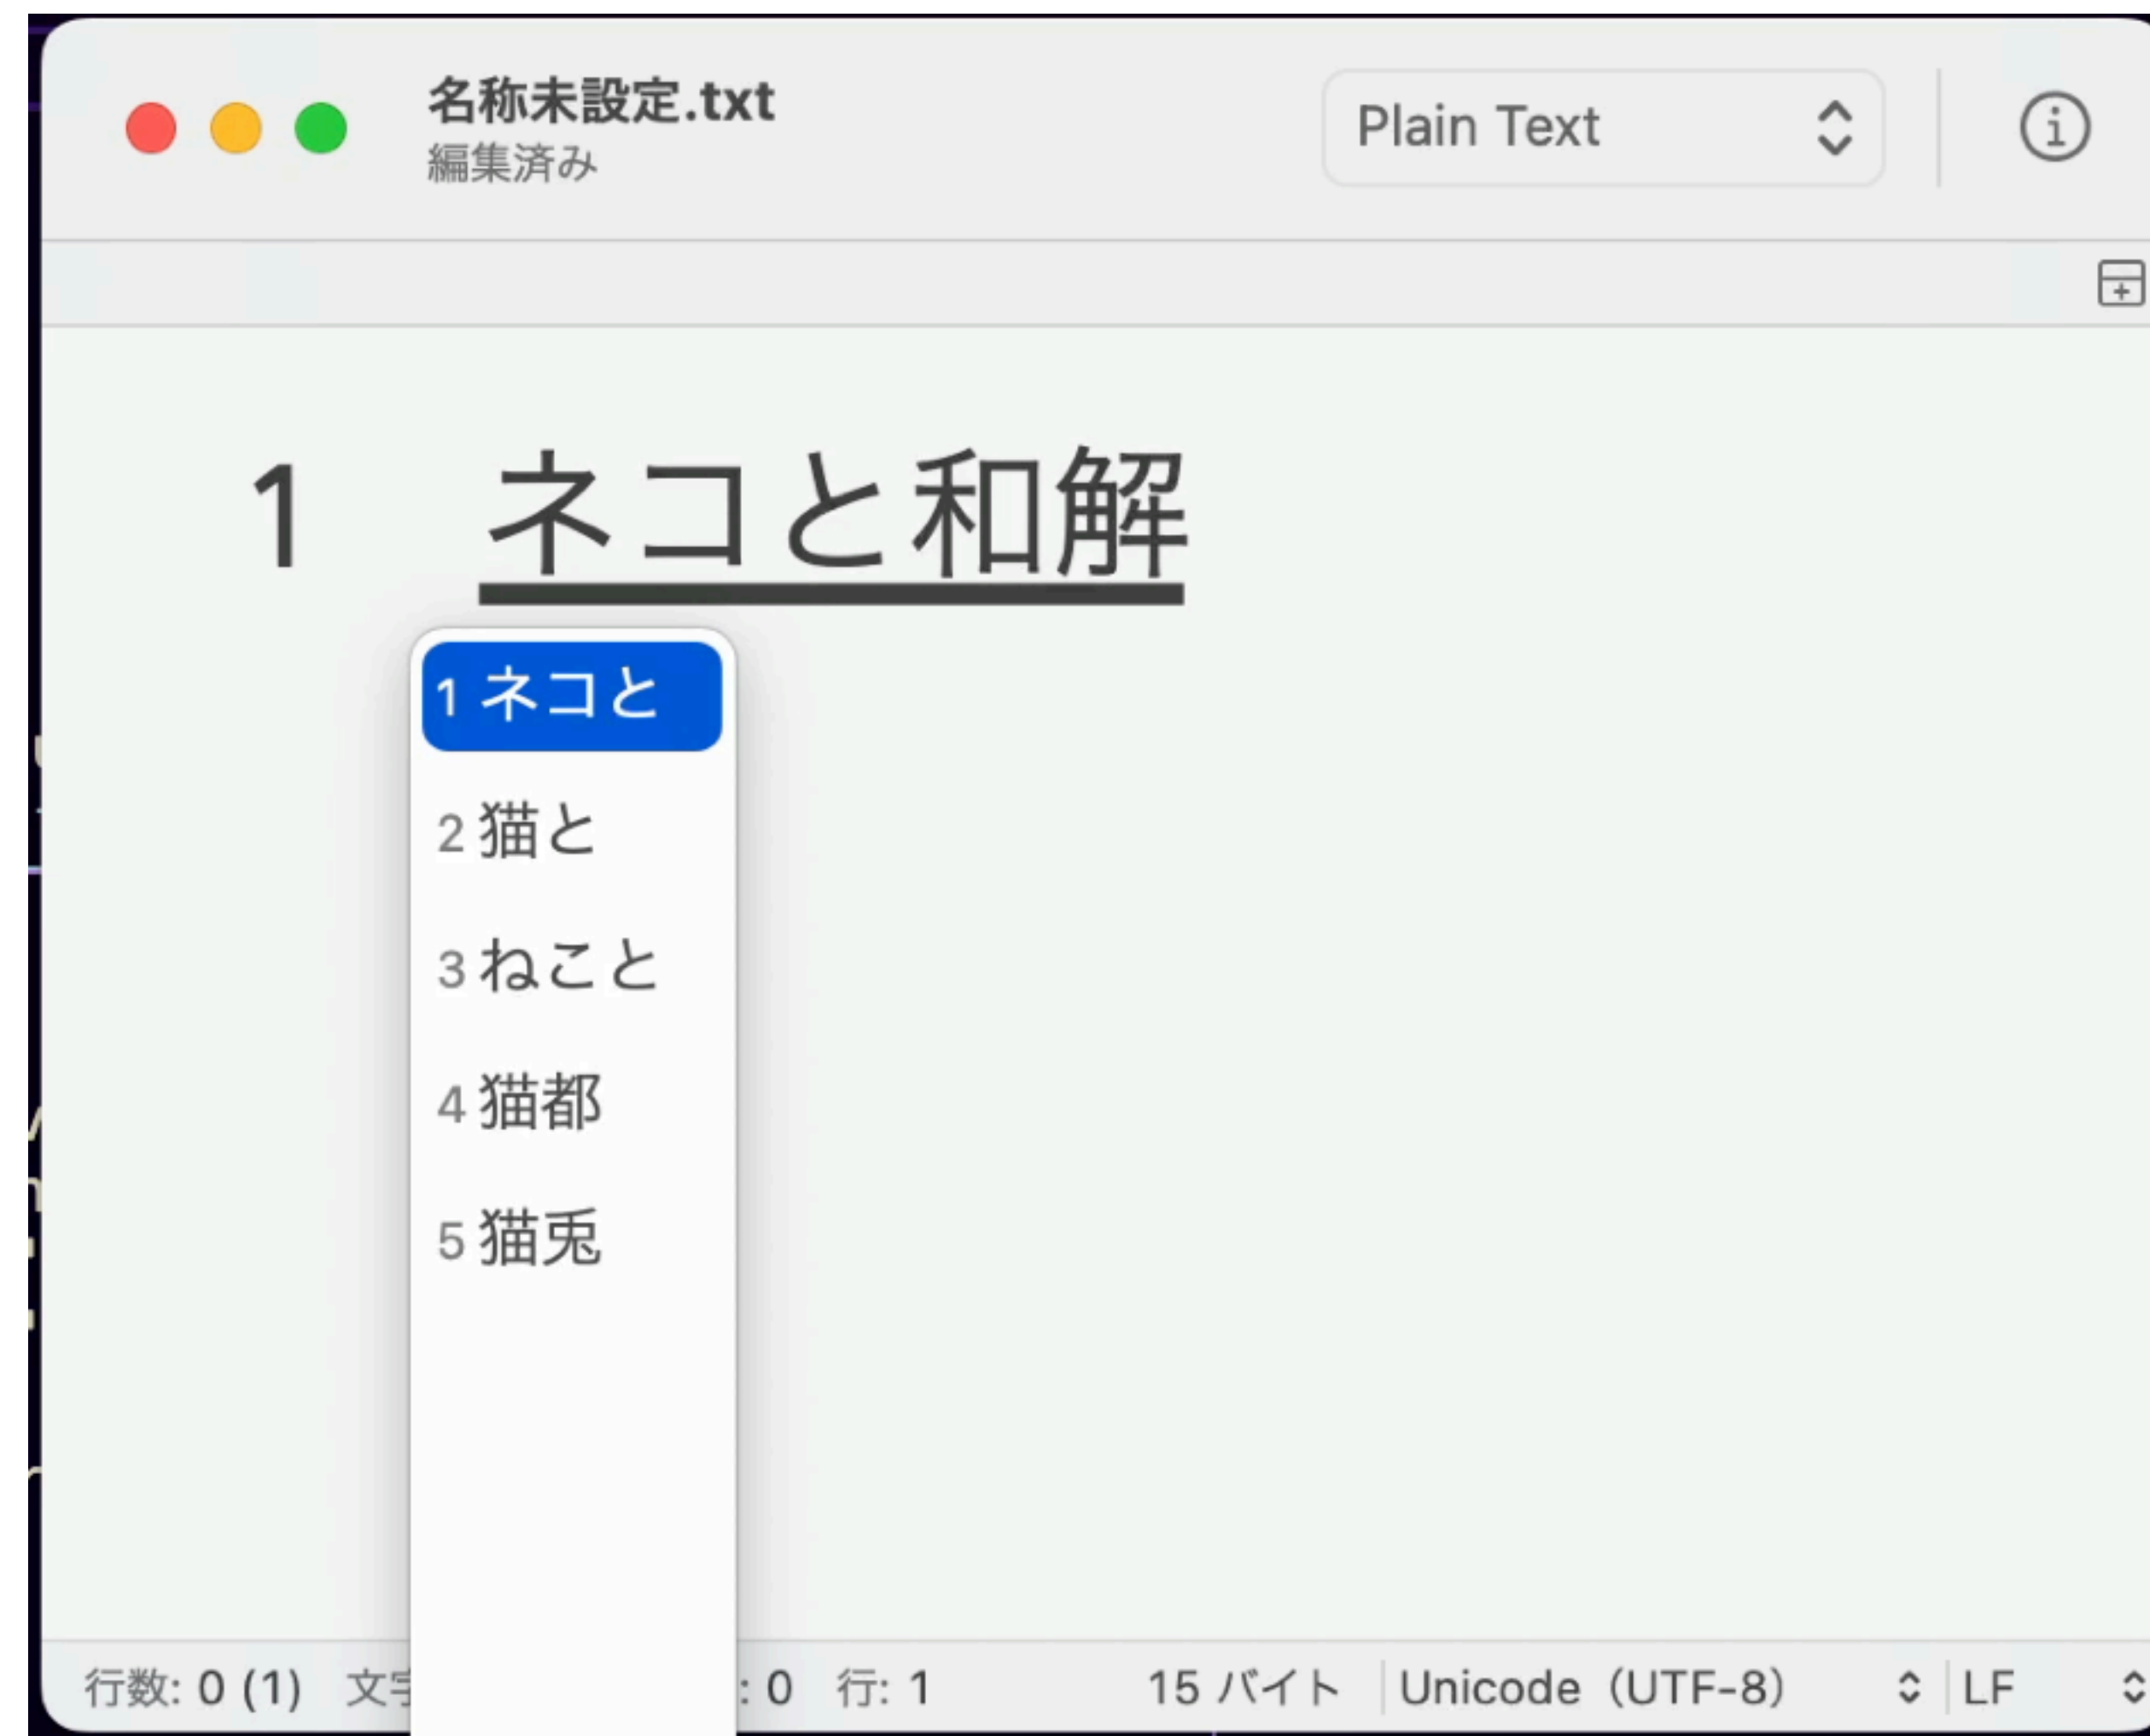 名称未設定.txt
Plain Text
編集済み
1 ネコと和解
1 ネコと
2 猫と
3 ねこと
4 猫都
5 猫兎
行数: 0 (1) 文字 : 0 行: 1 15 バイト Unicode (UTF-8) LF